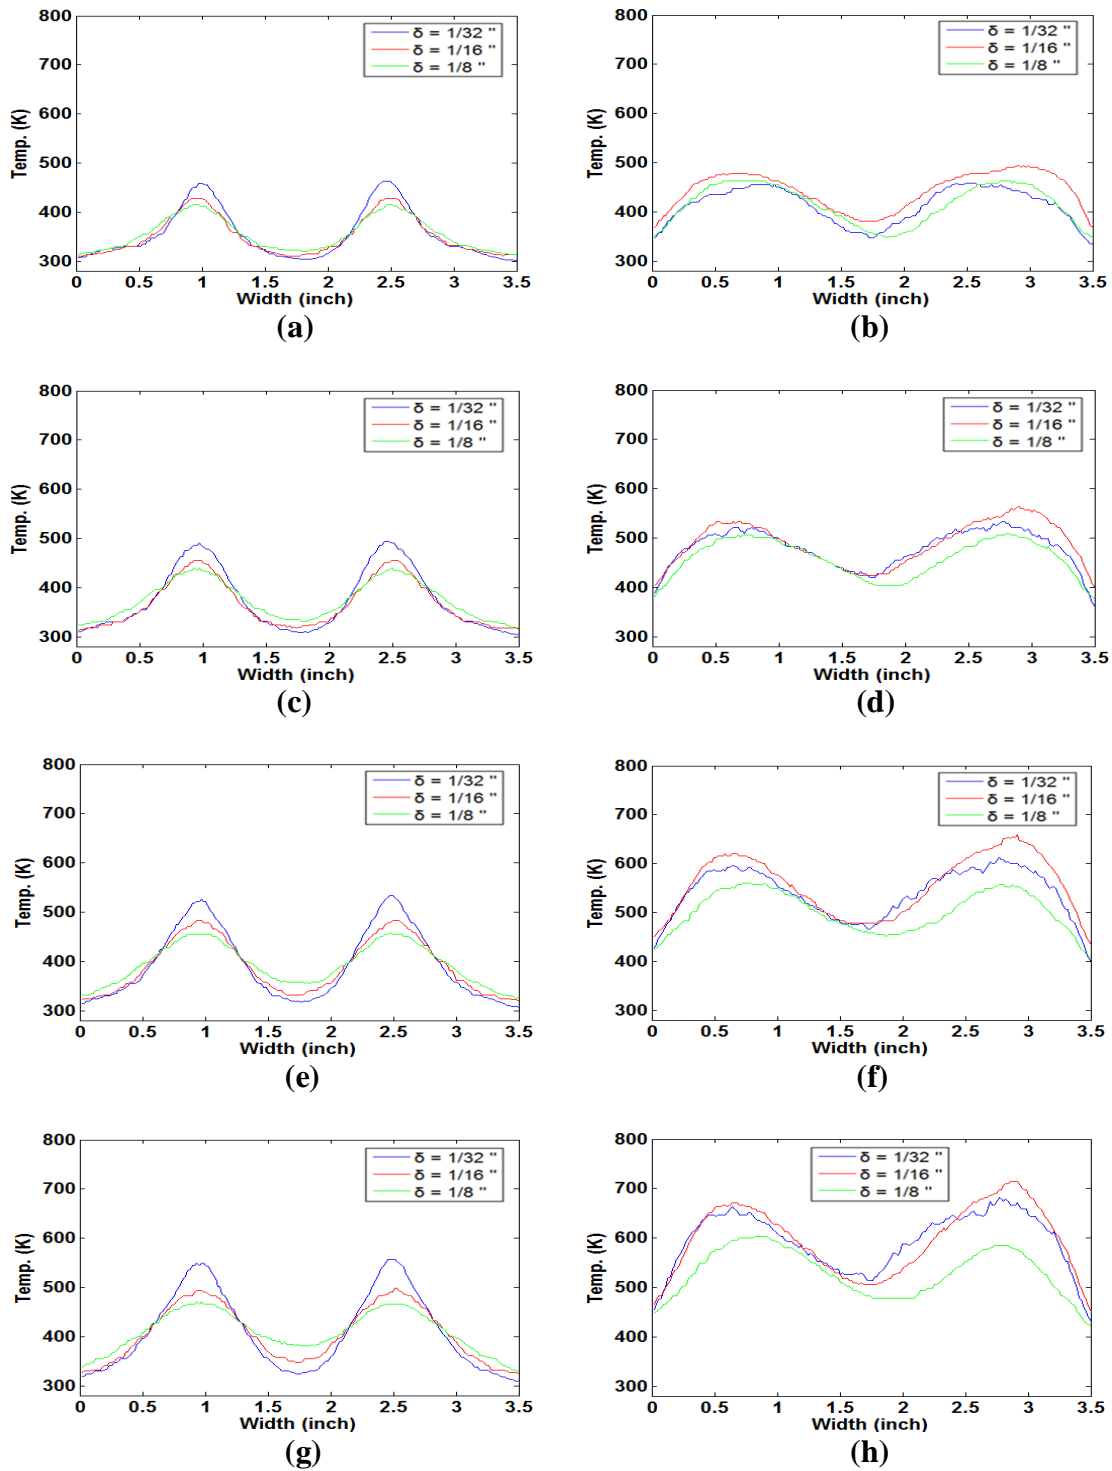 800
700
600
500
400
300
Temp. (K)
δ = 1/32 "
δ = 1/16 "
δ = 1/8 "
0 0.5 1 1.5 2 2.5 3 3.5
Width (inch)
(a)
800
700
600
500
400
300
Temp. (K)
δ = 1/32 "
δ = 1/16 "
δ = 1/8 "
0 0.5 1 1.5 2 2.5 3 3.5
Width (inch)
(b)
800
700
600
500
400
300
Temp. (K)
δ = 1/32 "
δ = 1/16 "
δ = 1/8 "
0 0.5 1 1.5 2 2.5 3 3.5
Width (inch)
(c)
800
700
600
500
400
300
Temp. (K)
δ = 1/32 "
δ = 1/16 "
δ = 1/8 "
0 0.5 1 1.5 2 2.5 3 3.5
Width (inch)
(d)
800
700
600
500
400
300
Temp. (K)
δ = 1/32 "
δ = 1/16 "
δ = 1/8 "
0 0.5 1 1.5 2 2.5 3 3.5
Width (inch)
(e)
800
700
600
500
400
300
Temp. (K)
δ = 1/32 "
δ = 1/16 "
δ = 1/8 "
0 0.5 1 1.5 2 2.5 3 3.5
Width (inch)
(f)
800
700
600
500
400
300
Temp. (K)
δ = 1/32 "
δ = 1/16 "
δ = 1/8 "
0 0.5 1 1.5 2 2.5 3 3.5
Width (inch)
(g)
800
700
600
500
400
300
Temp. (K)
δ = 1/32 "
δ = 1/16 "
δ = 1/8 "
0 0.5 1 1.5 2 2.5 3 3.5
Width (inch)
(h)